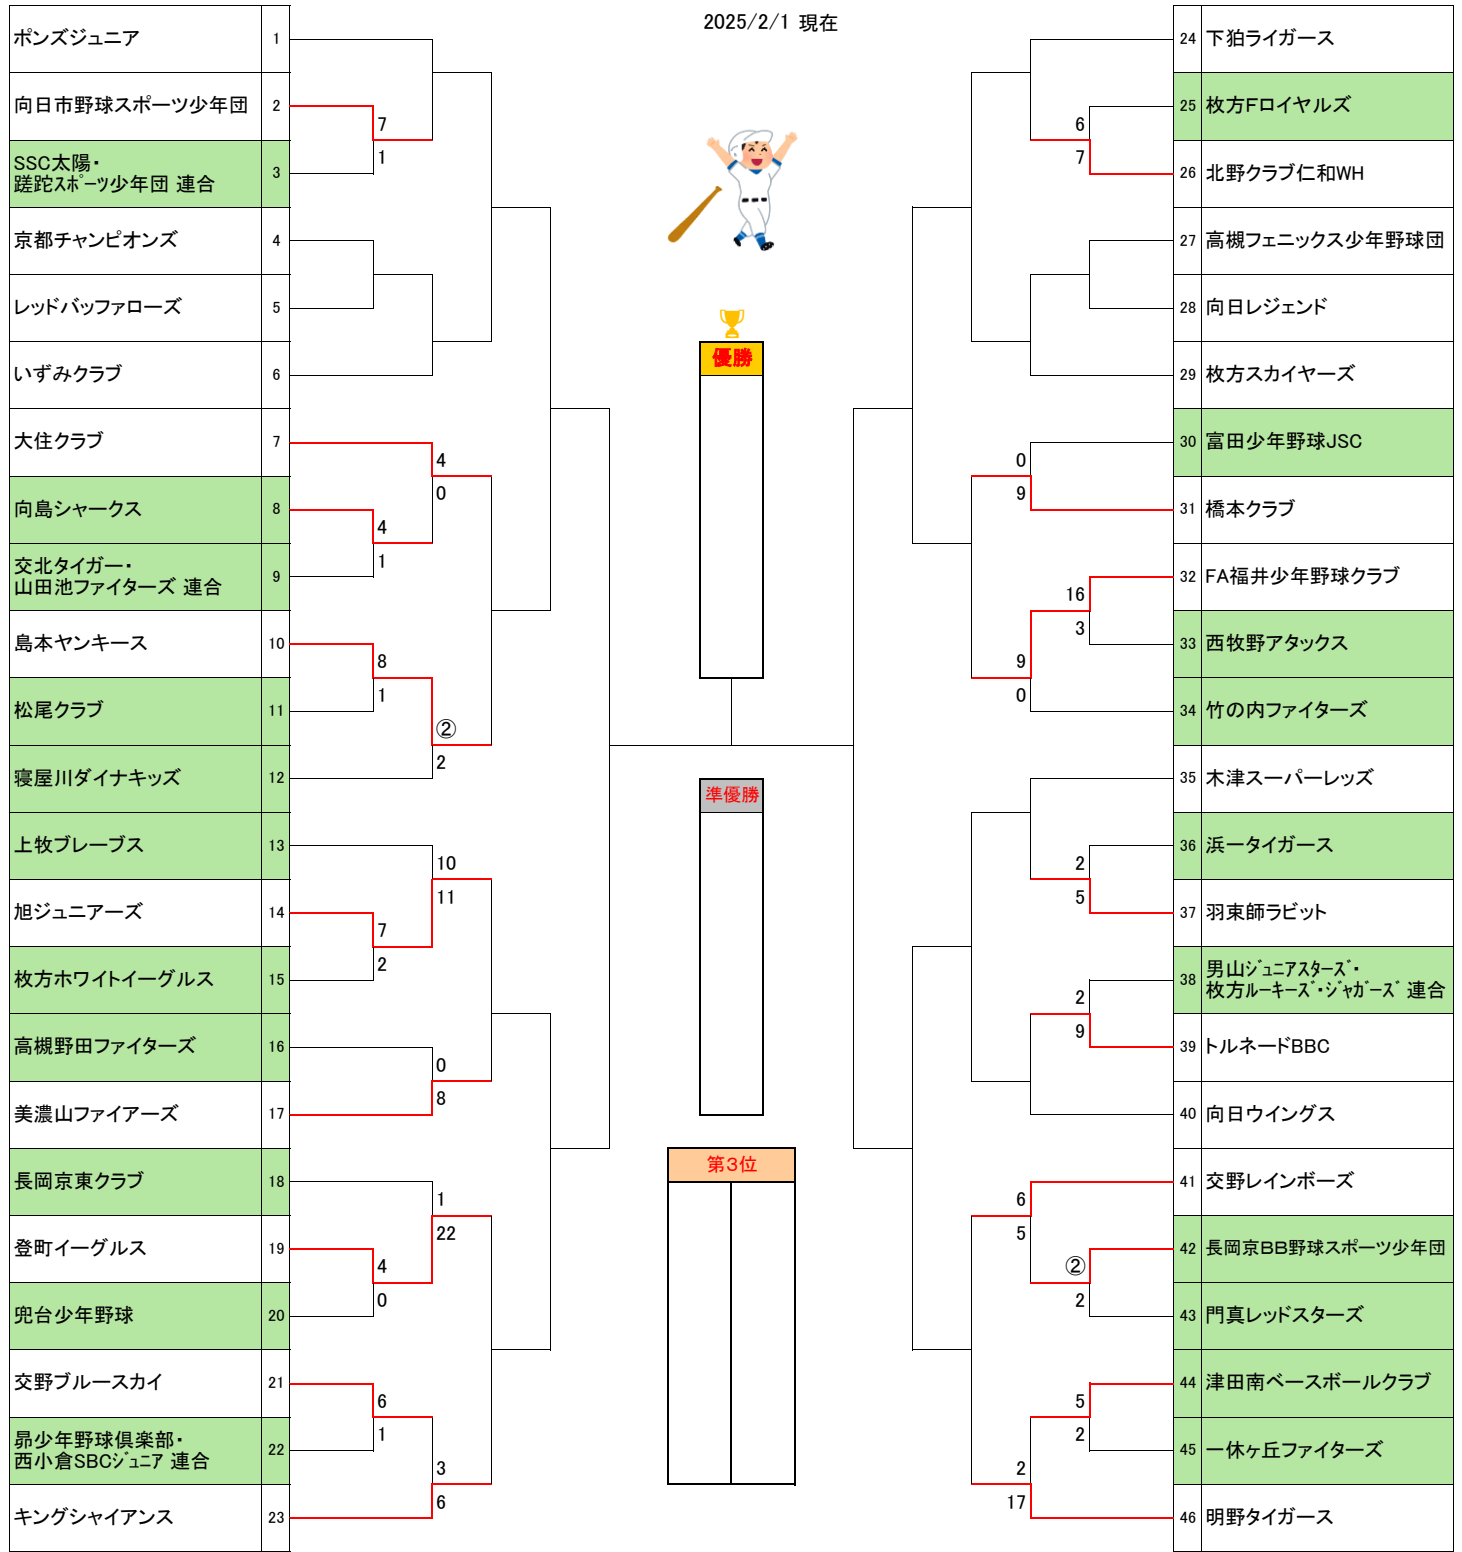 2025/2/1 現在
ポンズジュニア 1
向日市野球スポーツ少年団 2
7
1
SSC太陽・
蹉跎スポーツ少年団 連合 3
京都チャンピオンズ 4
レッドバッファローズ 5
いずみクラブ 6
大住クラブ 7
4
0
向島シャークス 8
4
1
交北タイガー・
山田池ファイターズ 連合 9
島本ヤンキース 10
8
1
松尾クラブ 11
②
2
寝屋川ダイナキッズ 12
上牧ブレーブス 13
10
11
旭ジュニアーズ 14
7
2
枚方ホワイトイーグルス 15
高槻野田ファイターズ 16
0
8
美濃山ファイアーズ 17
長岡京東クラブ 18
1
22
登町イーグルス 19
4
0
兜台少年野球 20
交野ブルースカイ 21
6
1
昴少年野球倶楽部・
西小倉SBCジュニア 連合 22
3
6
キングシャイアンス 23
優勝
準優勝
第3位
24 下狛ライガース
25 枚方Fロイヤルズ
6
7
26 北野クラブ仁和WH
27 高槻フェニックス少年野球団
28 向日レジェンド
29 枚方スカイヤーズ
30 富田少年野球JSC
0
9
31 橋本クラブ
32 FA福井少年野球クラブ
16
3
33 西牧野アタックス
9
0
34 竹の内ファイターズ
35 木津スーパーレッズ
36 浜一タイガース
2
5
37 羽束師ラビット
38 男山ジュニアスターズ・
枚方ルーキーズ・ジャガーズ 連合
2
9
39 トルネードBBC
40 向日ウイングス
41 交野レインボーズ
6
5
42 長岡京BB野球スポーツ少年団
②
2
43 門真レッドスターズ
44 津田南ベースボールクラブ
5
2
45 一休ヶ丘ファイターズ
2
17
46 明野タイガース